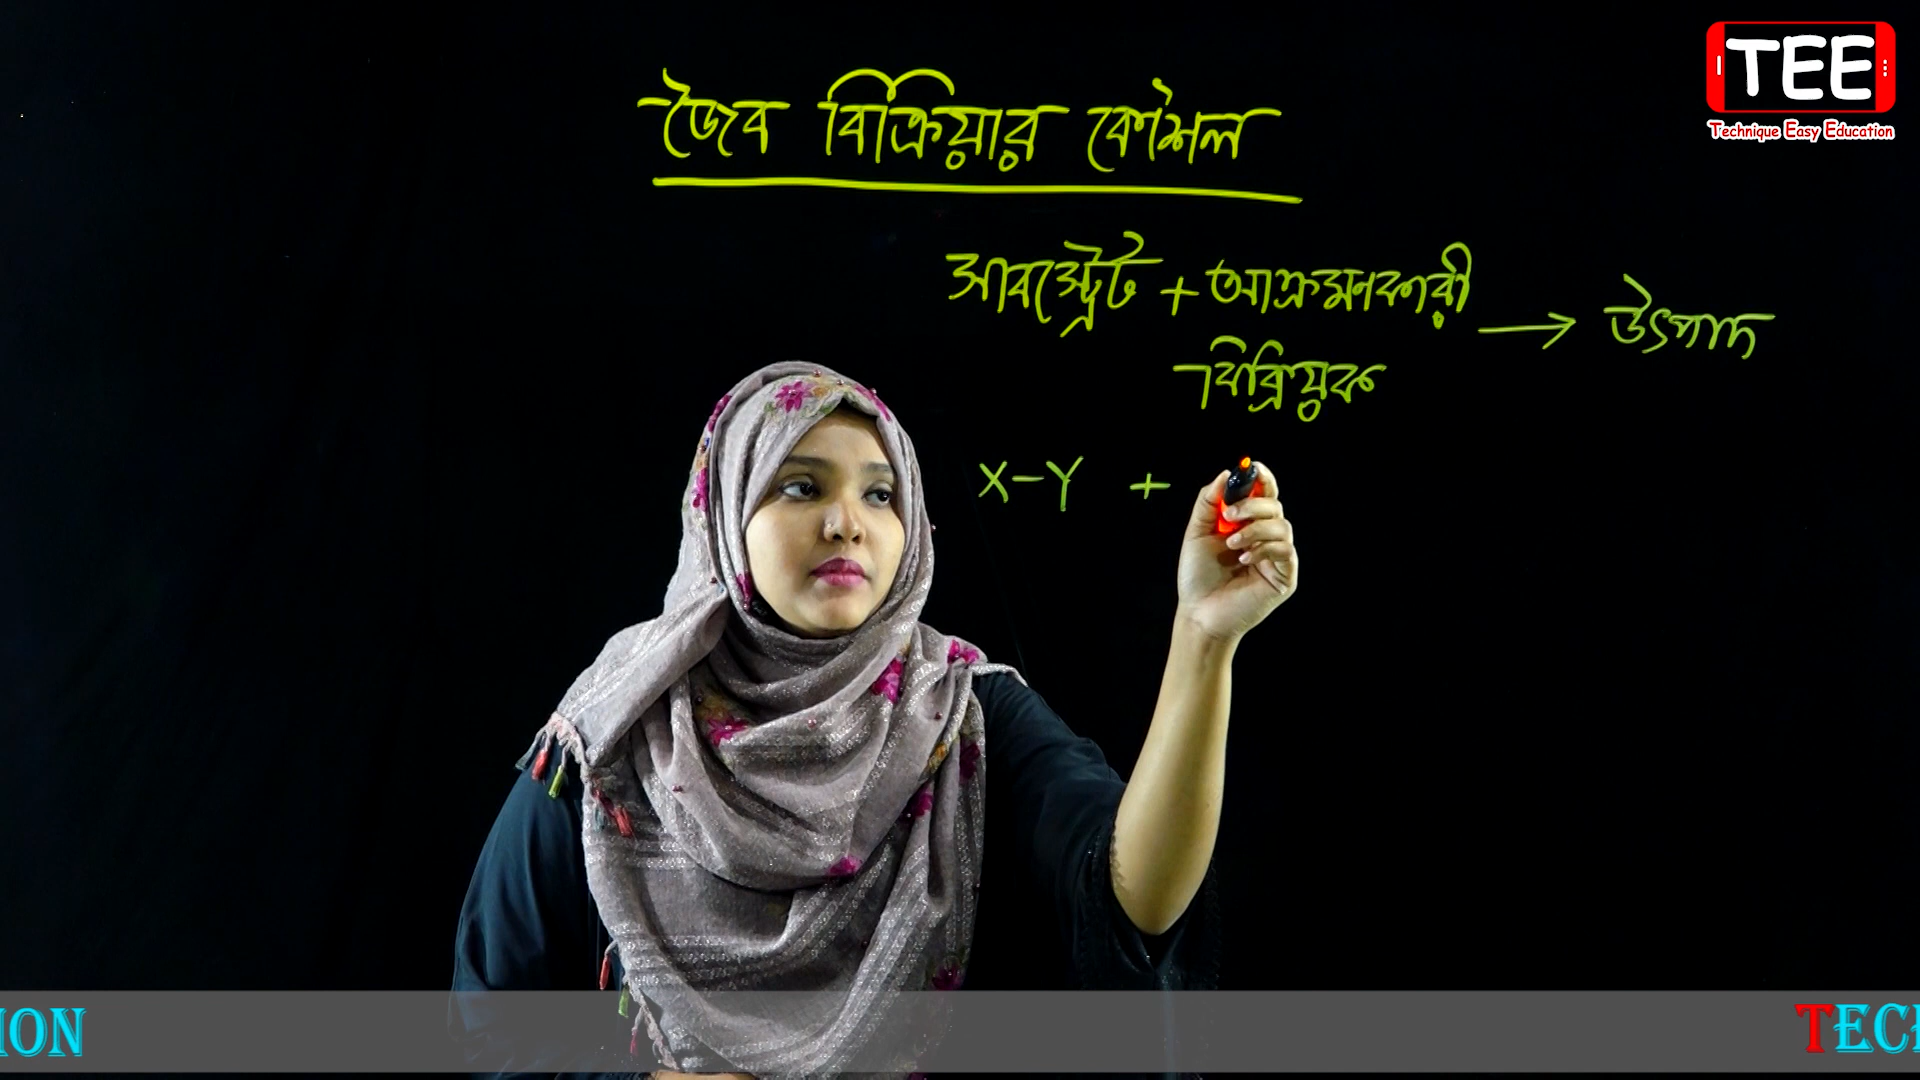 TEE
Technique Easy Education
জৈব বিক্রিয়ার কৌশল
সাবস্ট্রেট + আক্রমনকারী → উৎপাদ
বিক্রিয়ক
X-Y +
ION TECH